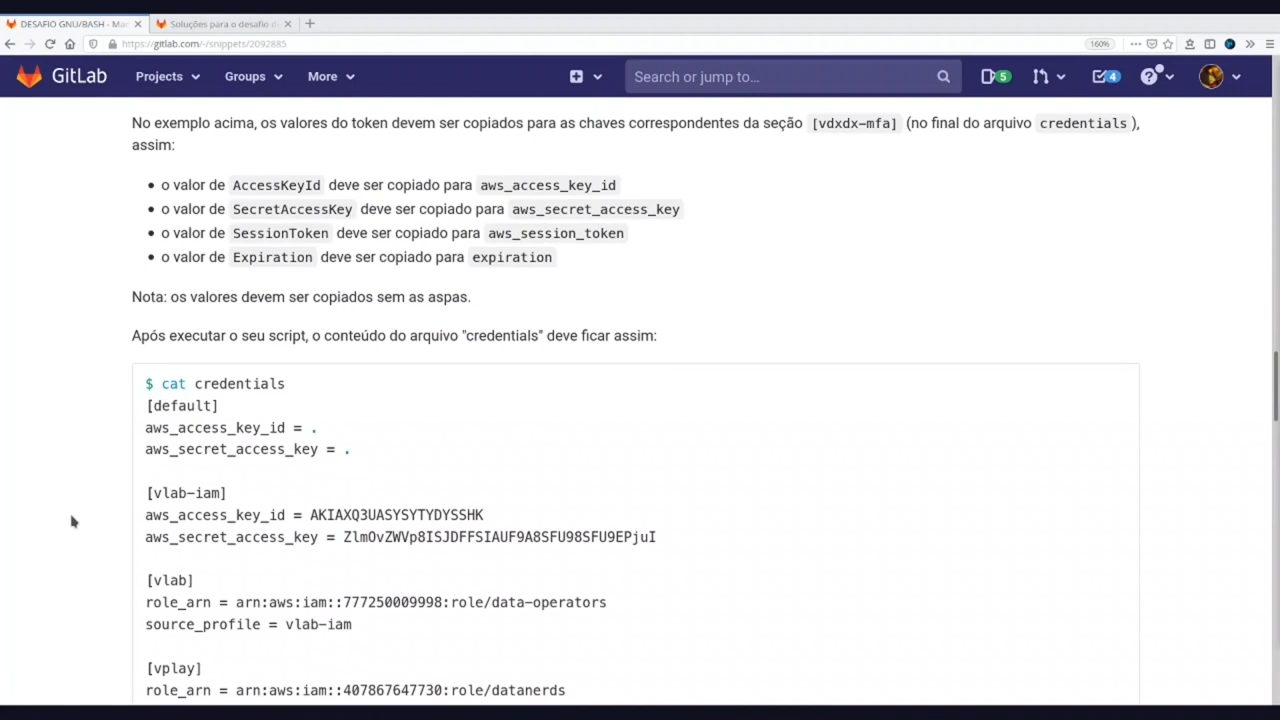 DESAFIO GNU/BASH - Ma
Soluções para o desafio d
https://gitlab.com/-/snippets/2092885
160%
GitLab
Projects
Groups
More
Search or jump to...
5
4
No exemplo acima, os valores do token devem ser copiados para as chaves correspondentes da seção [vdxdx-mfa] (no final do arquivo credentials ),
assim:
• o valor de AccessKeyId deve ser copiado para aws_access_key_id
• o valor de SecretAccessKey deve ser copiado para aws_secret_access_key
• o valor de SessionToken deve ser copiado para aws_session_token
• o valor de Expiration deve ser copiado para expiration
Nota: os valores devem ser copiados sem as aspas.
Após executar o seu script, o conteúdo do arquivo "credentials" deve ficar assim:
$ cat credentials
[default]
aws_access_key_id = .
aws_secret_access_key = .
[vlab-iam]
aws_access_key_id = AKIAXQ3UASYSYTYDYSSHK
aws_secret_access_key = ZlmOvZWVp8ISJDFFSIAUF9A8SFU98SFU9EPjuI
[vlab]
role_arn = arn:aws:iam::777250009998:role/data-operators
source_profile = vlab-iam
[vplay]
role_arn = arn:aws:iam::407867647730:role/datanerds